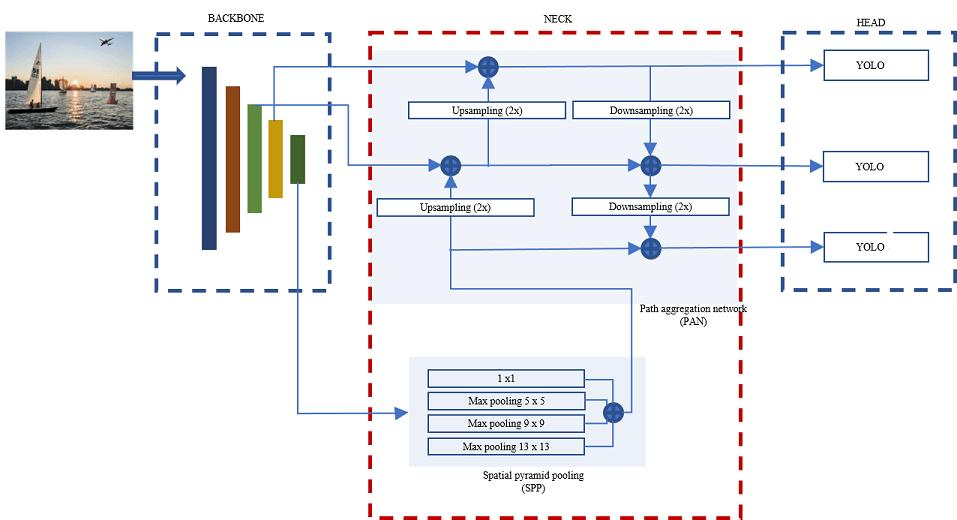 BACKBONE
NECK
HEAD
YOLO
Upsampling (2x)
Downsampling (2x)
YOLO
Upsampling (2x)
Downsampling (2x)
YOLO
Path aggregation network
(PAN)
1 x1
Max pooling 5 x 5
Max pooling 9 x 9
Max pooling 13 x 13
Spatial pyramid pooling
(SPP)